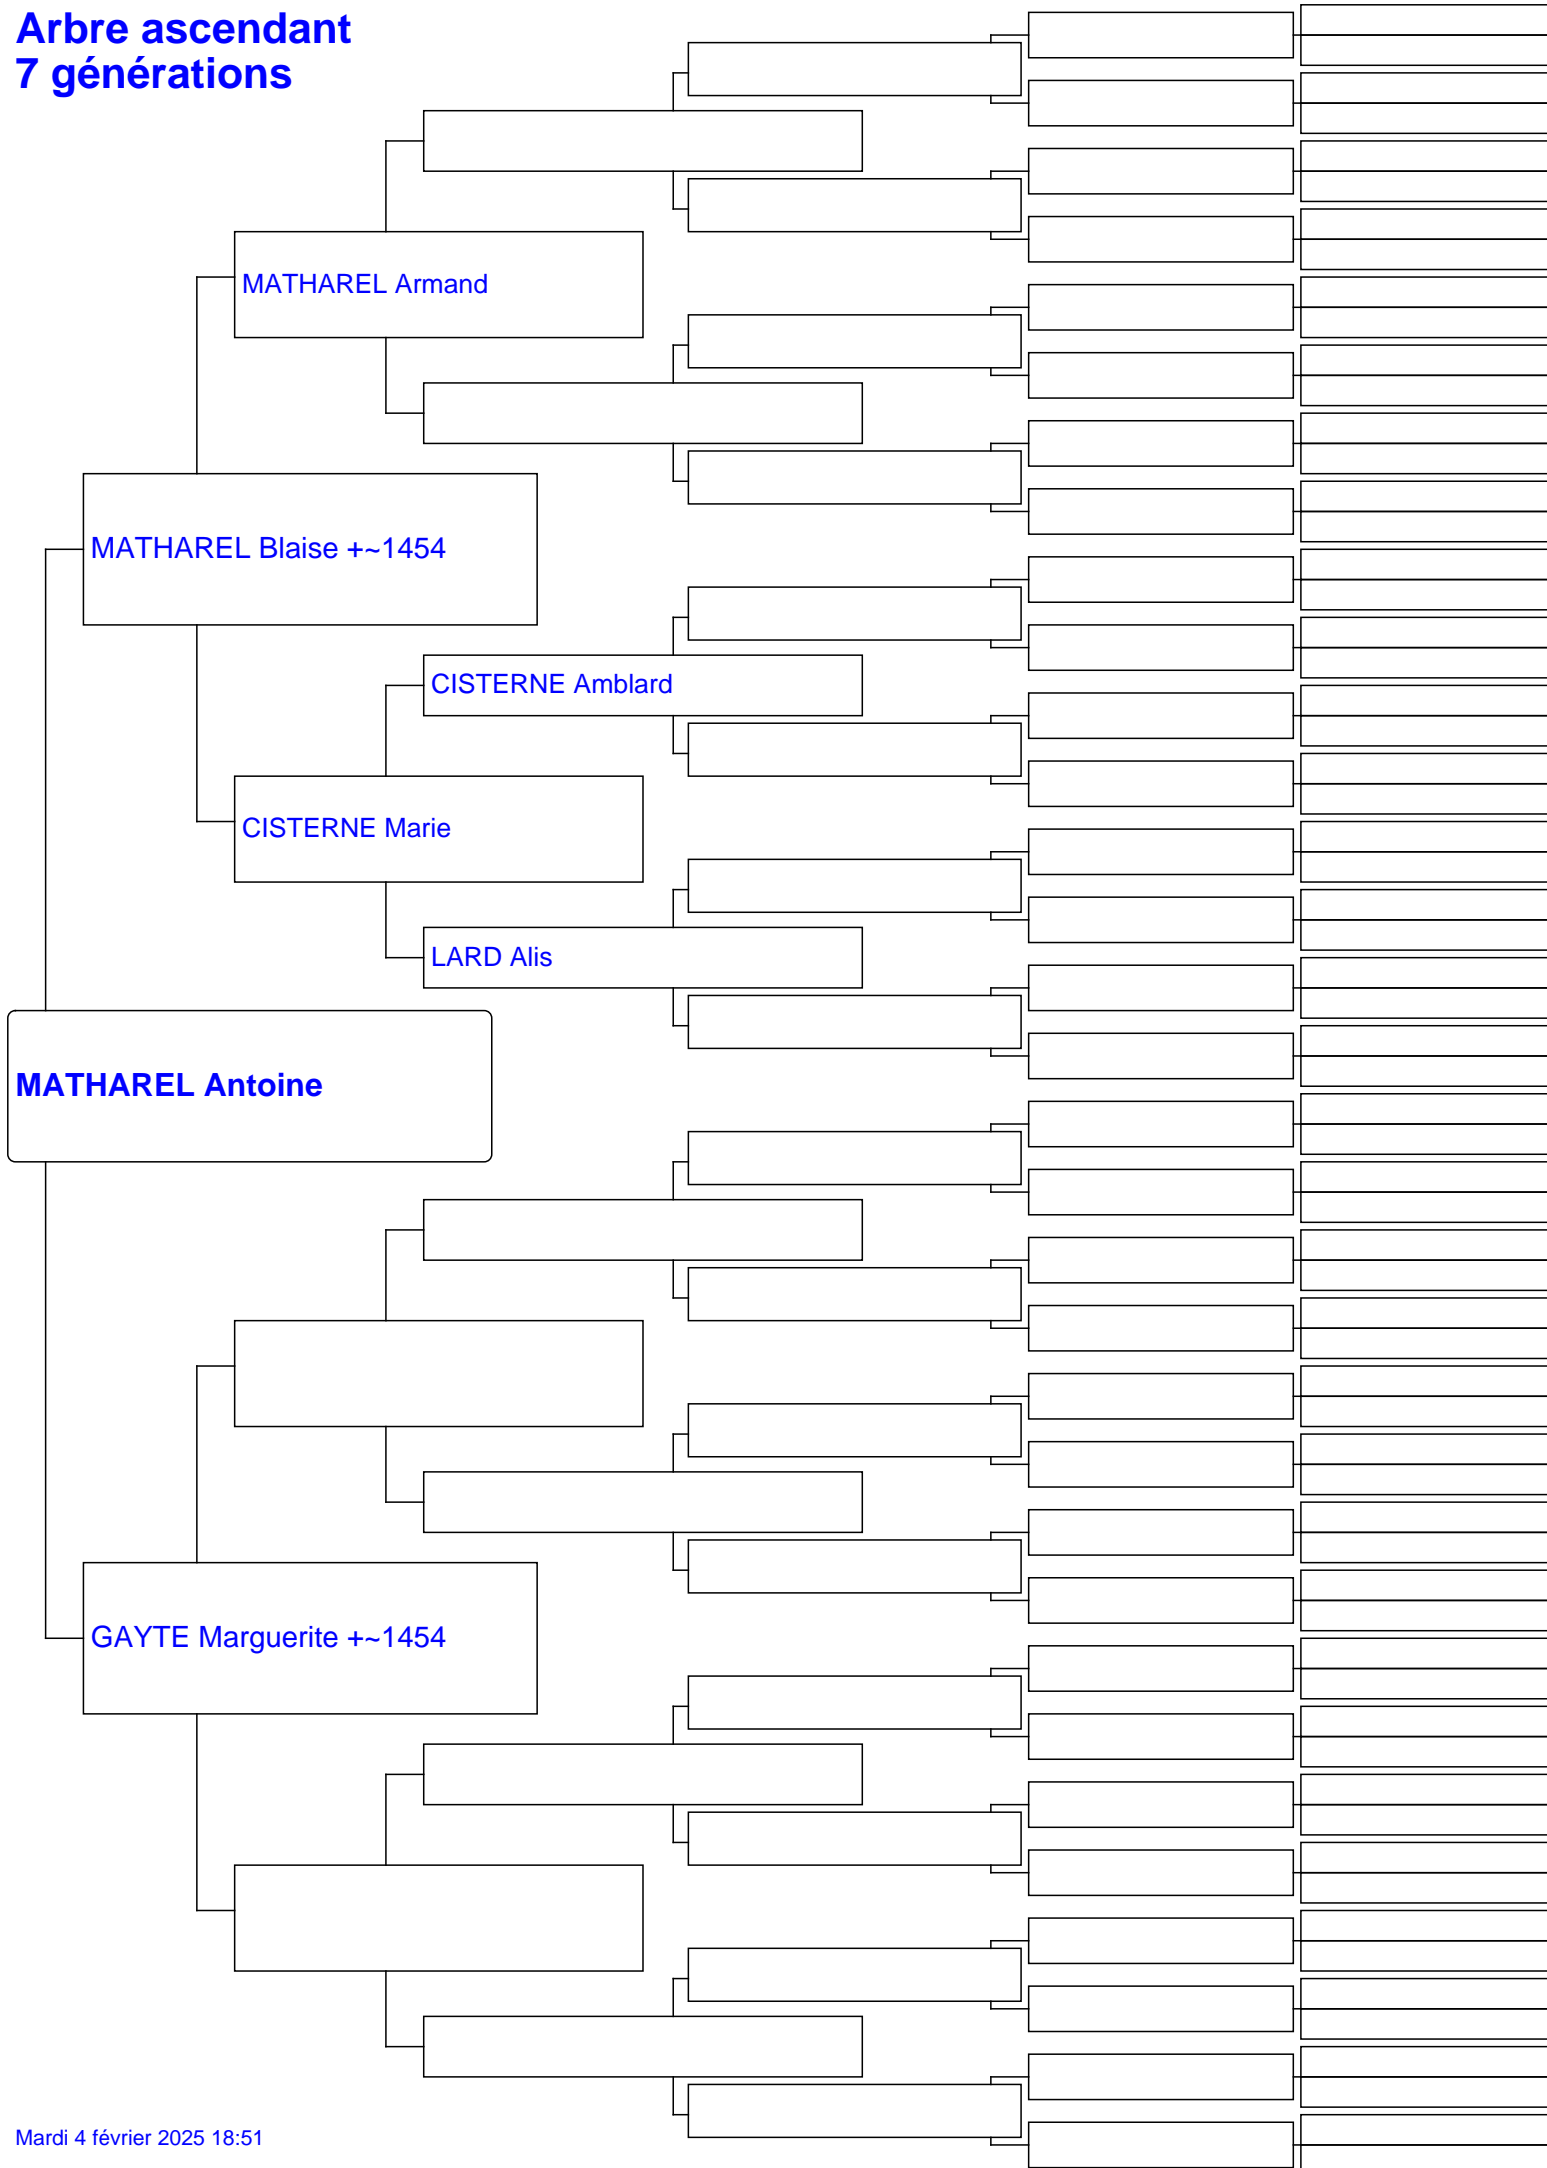 Arbre ascendant
7 générations
MATHAREL Armand
MATHAREL Blaise +~1454
CISTERNE Amblard
CISTERNE Marie
LARD Alis
MATHAREL Antoine
GAYTE Marguerite +~1454
Mardi 4 février 2025 18:51